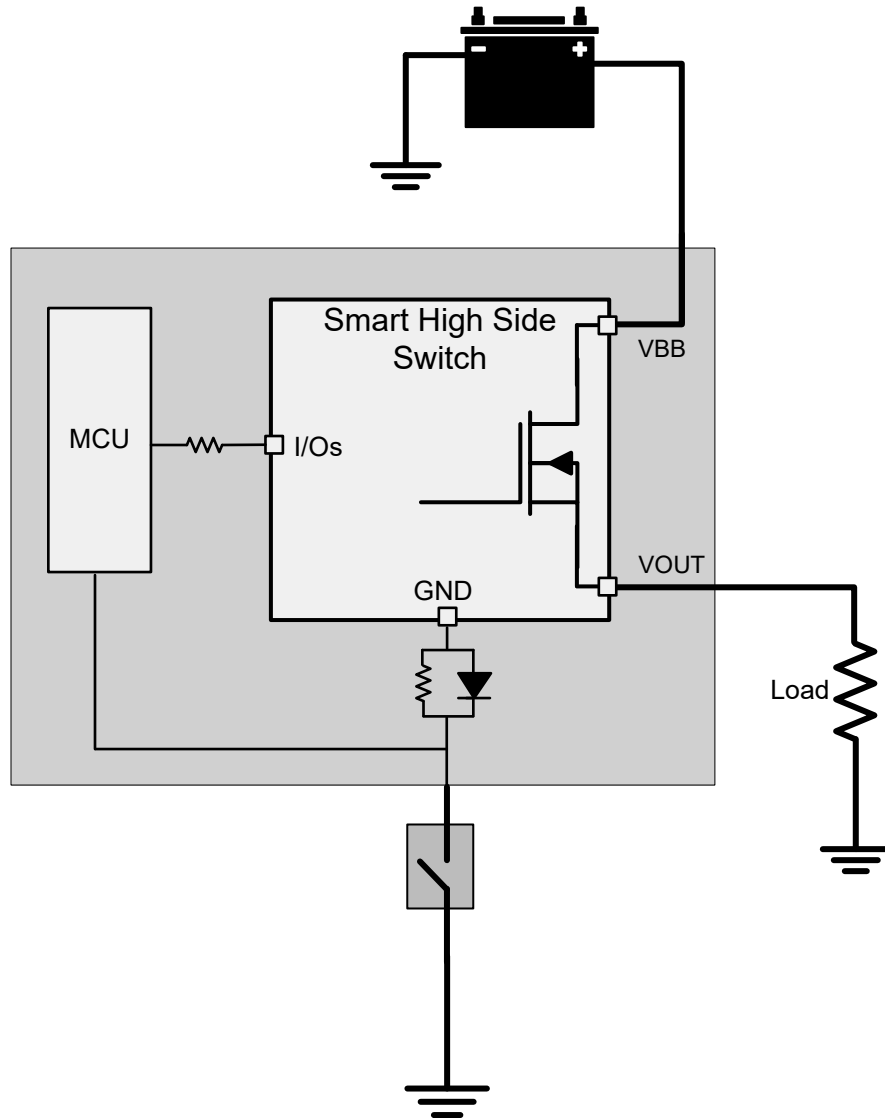 Smart High Side
Switch
VBB
MCU
I/Os
VOUT
GND
Load